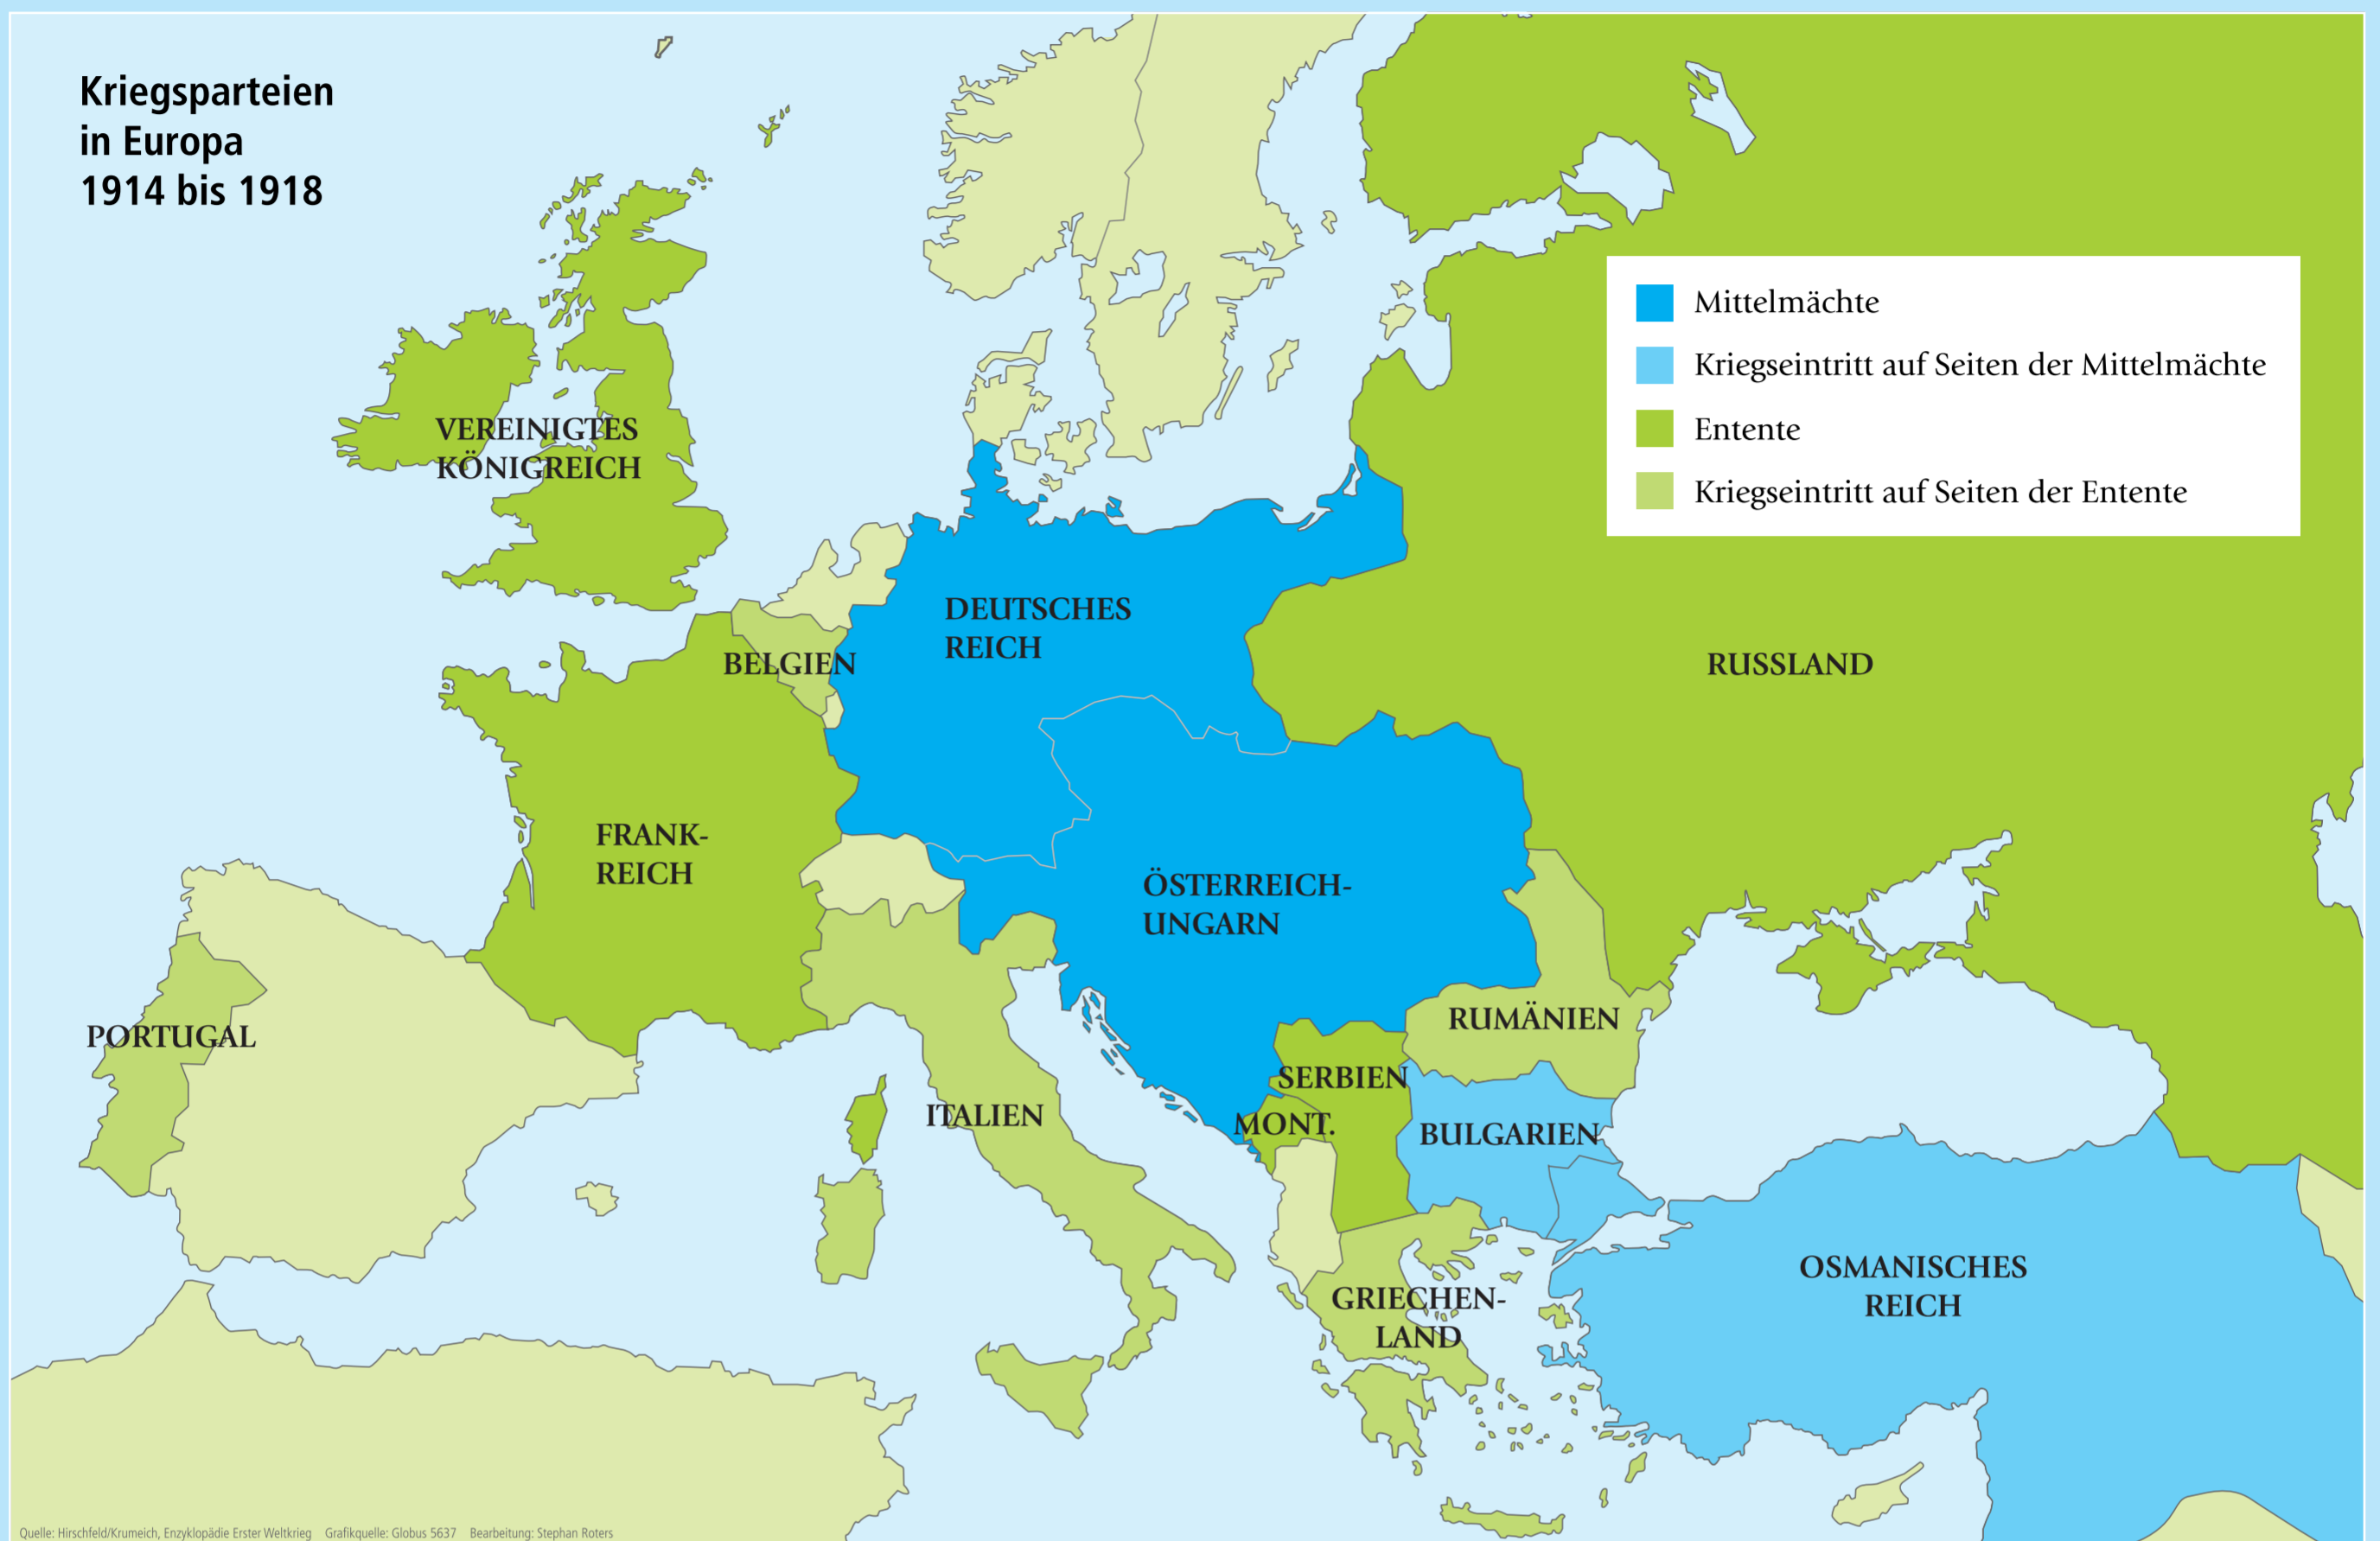 Kriegsparteien
in Europa
1914 bis 1918
Mittelmächte
Kriegseintritt auf Seiten der Mittelmächte
Entente
Kriegseintritt auf Seiten der Entente
VEREINIGTES
KÖNIGREICH
DEUTSCHES
REICH
BELGIEN
RUSSLAND
FRANK-
REICH
ÖSTERREICH-
UNGARN
PORTUGAL
RUMÄNIEN
SERBIEN
ITALIEN
MONT.
BULGARIEN
OSMANISCHES
REICH
GRIECHEN-
LAND
Quelle: Hirschfeld/Krumeich, Enzyklopädie Erster Weltkrieg Grafikquelle: Globus 5637 Bearbeitung: Stephan Roters